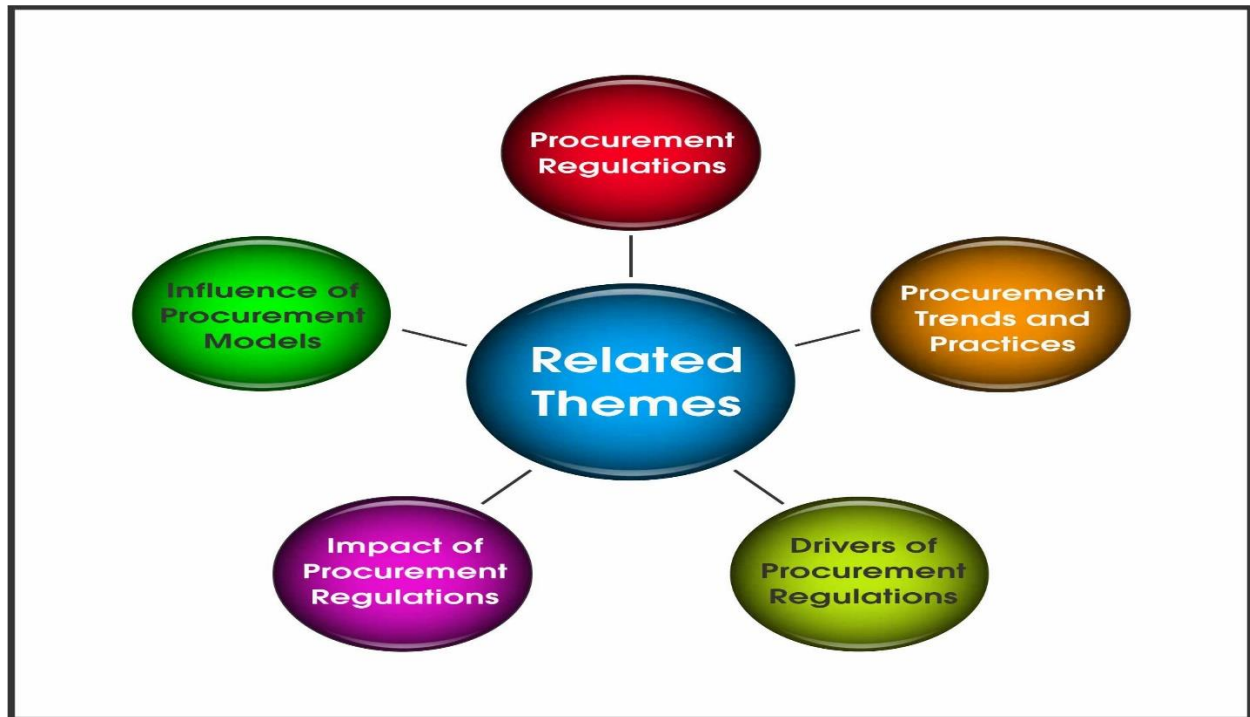 Procurement
Regulations
Influence of
Procurement
Models
Procurement
Trends and
Practices
Related
Themes
Impact of
Procurement
Regulations
Drivers of
Procurement
Regulations